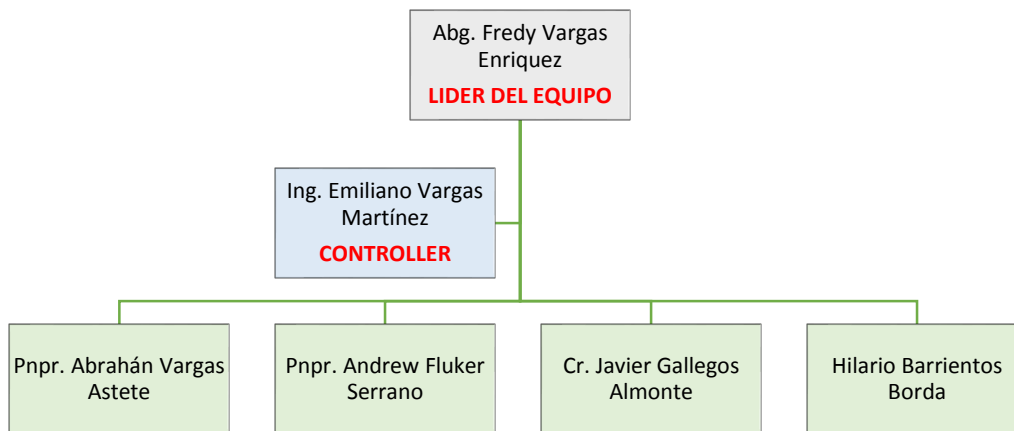 Abg. Fredy Vargas
Enriquez
LIDER DEL EQUIPO
Ing. Emiliano Vargas
Martínez
CONTROLLER
Pnpr. Abrahán Vargas
Astete
Pnpr. Andrew Fluker
Serrano
Cr. Javier Gallegos
Almonte
Hilario Barrientos
Borda